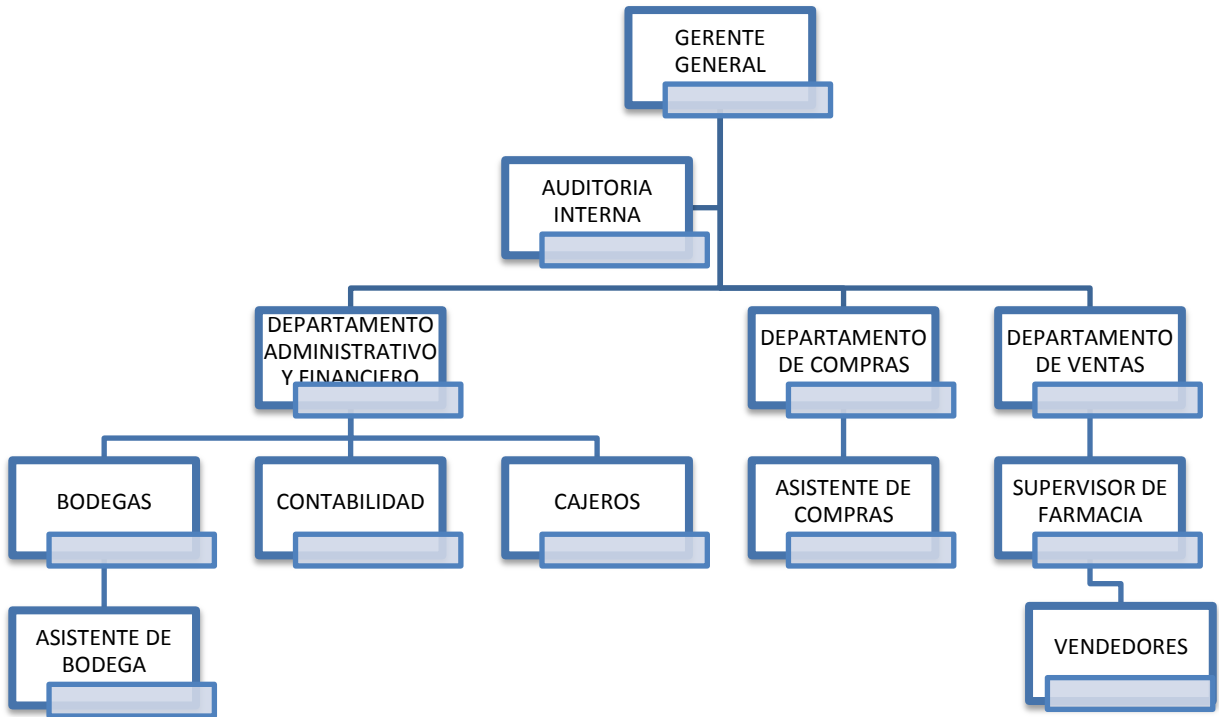 GERENTE
GENERAL
AUDITORIA
INTERNA
DEPARTAMENTO
ADMINISTRATIVO
Y FINANCIERO
DEPARTAMENTO
DE COMPRAS
DEPARTAMENTO
DE VENTAS
BODEGAS
CONTABILIDAD
CAJEROS
ASISTENTE DE
COMPRAS
SUPERVISOR DE
FARMACIA
ASISTENTE DE
BODEGA
VENDEDORES